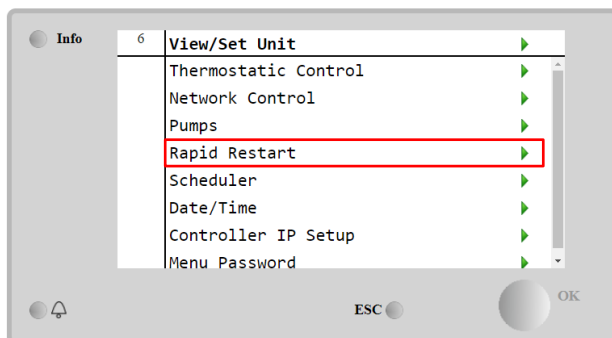 Info
6 View/Set Unit
Thermostatic Control
Network Control
Pumps
Rapid Restart
Scheduler
Date/Time
Controller IP Setup
Menu Password
ESC
OK